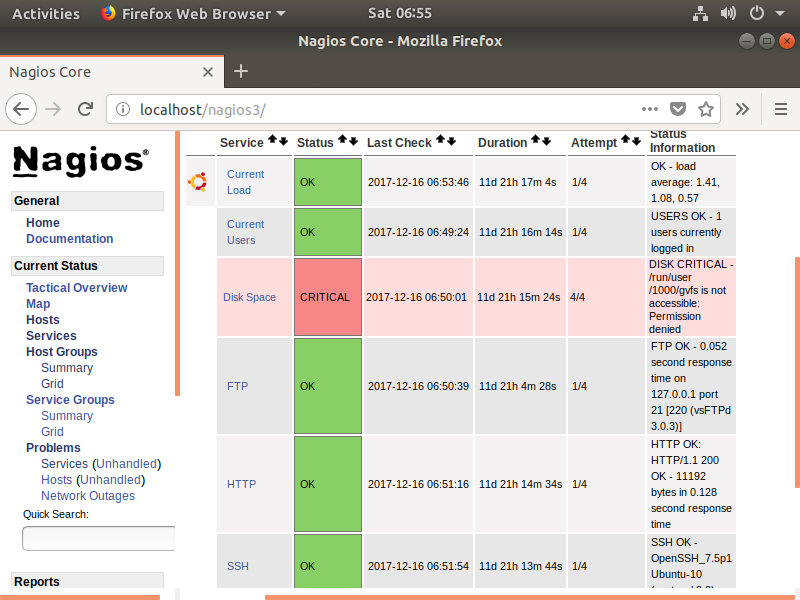 Activities
Firefox Web Browser
Sat 06:55
Nagios Core - Mozilla Firefox
Nagios Core
localhost/nagios3/
Nagios®
General
Home
Documentation
Current Status
Tactical Overview
Map
Hosts
Services
Host Groups
Summary
Grid
Service Groups
Summary
Grid
Problems
Services (Unhandled)
Hosts (Unhandled)
Network Outages
Quick Search:
Reports
Service Status Last Check Duration Attempt Status Information
Current Load OK 2017-12-16 06:53:46 11d 21h 17m 4s 1/4 OK - load
average: 1.41,
1.08, 0.57
Current Users OK 2017-12-16 06:49:24 11d 21h 16m 14s 1/4 USERS OK - 1
users currently
logged in
Disk Space CRITICAL 2017-12-16 06:50:01 11d 21h 15m 24s 4/4 DISK CRITICAL -
/run/user
/1000/gvfs is not
accessible:
Permission
denied
FTP OK 2017-12-16 06:50:39 11d 21h 4m 28s 1/4 FTP OK - 0.052
second response
time on
127.0.0.1 port
21 [220 (vsFTPd
3.0.3)]
HTTP OK 2017-12-16 06:51:16 11d 21h 14m 34s 1/4 HTTP OK:
HTTP/1.1 200
OK - 11192
bytes in 0.128
second response
time
SSH OK 2017-12-16 06:51:54 11d 21h 13m 44s 1/4 SSH OK -
OpenSSH_7.5p1
Ubuntu-10